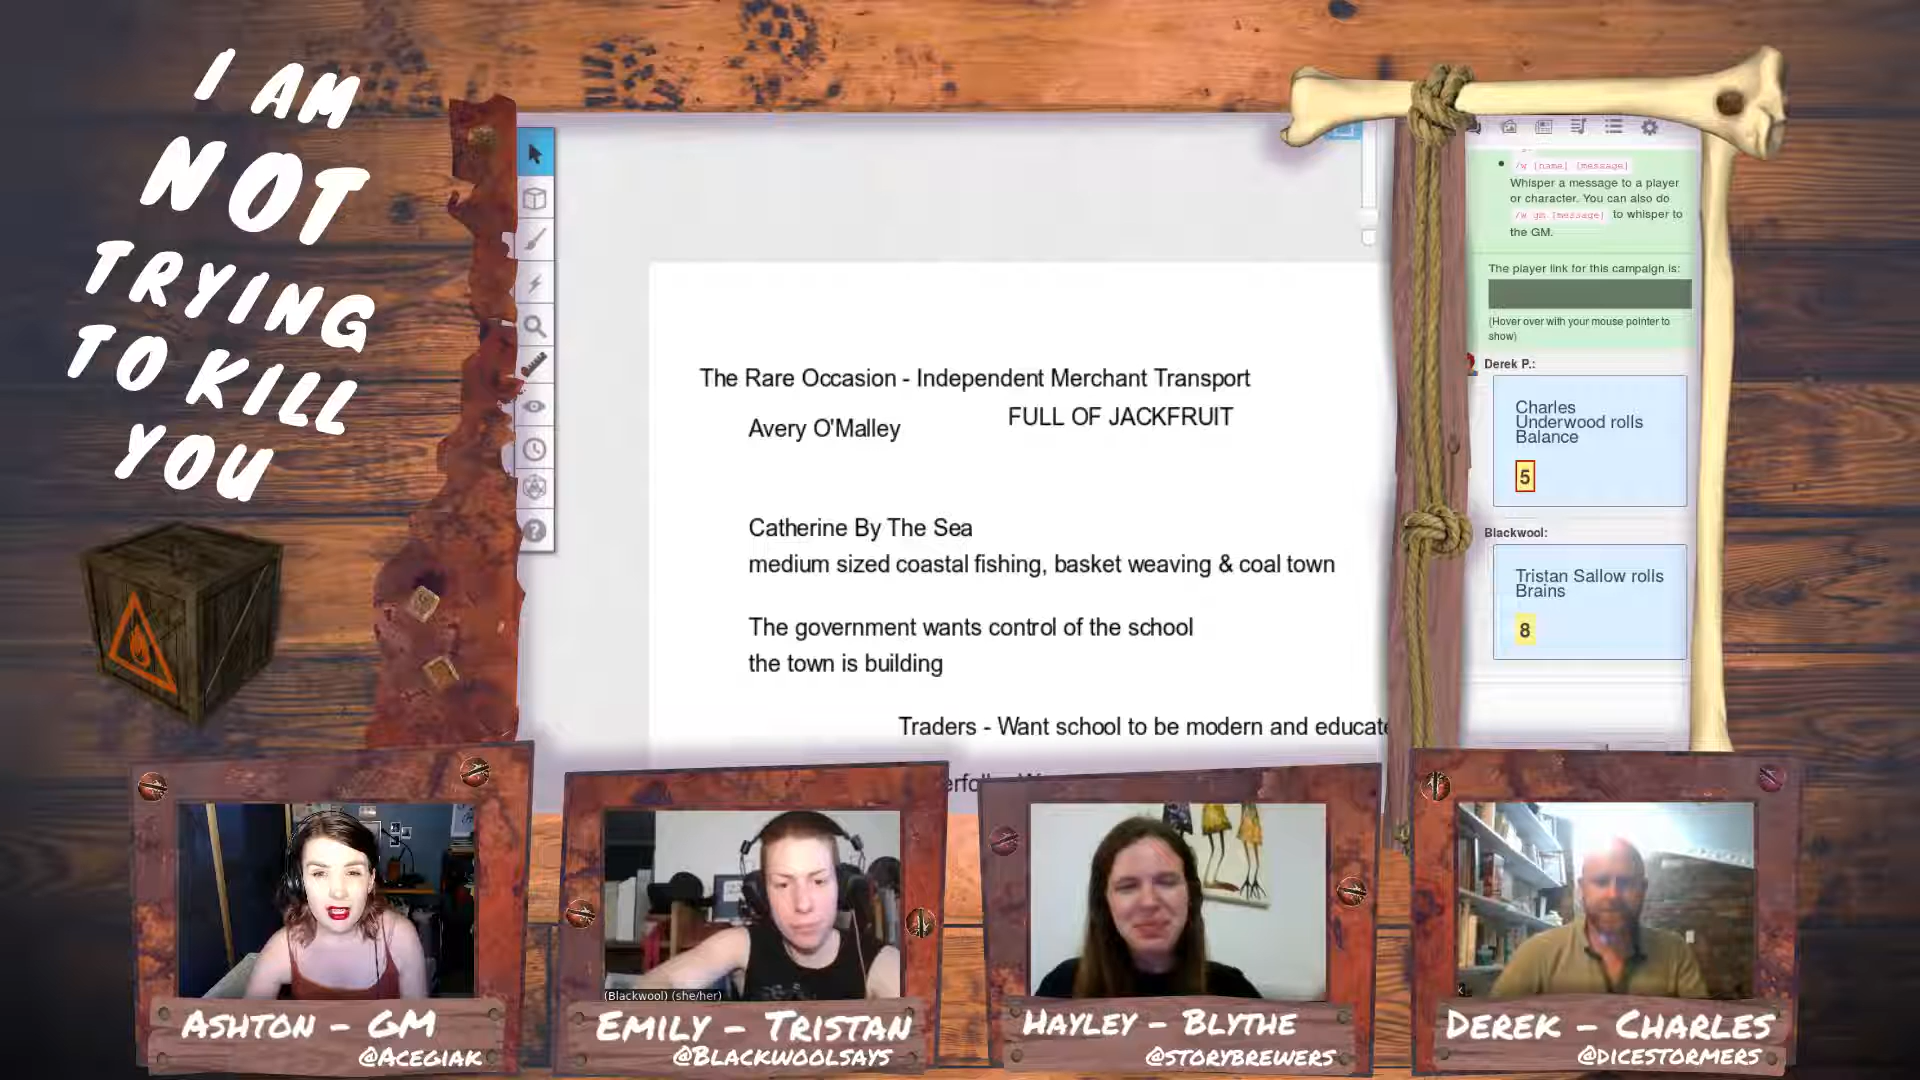 I AM
NOT
TRYING
TO KILL
YOU
The Rare Occasion - Independent Merchant Transport
Avery O'Malley
FULL OF JACKFRUIT
Catherine By The Sea
medium sized coastal fishing, basket weaving & coal town
The government wants control of the school
the town is building
Traders - Want school to be modern and educate
/w [name] [message]
Whisper a message to a player
or character. You can also do
/w gm [message] to whisper to
the GM.
The player link for this campaign is:
(Hover over with your mouse pointer to
show)
Derek P.:
Charles
Underwood rolls
Balance
5
Blackwool:
Tristan Sallow rolls
Brains
8
(Blackwool) (she/her)
ASHTON - GM
@ACEGIAK
EMILY - TRISTAN
@BLACKWOOLSAYS
HAYLEY - BLYTHE
@STORYBREWERS
DEREK - CHARLES
@DICESTORMERS